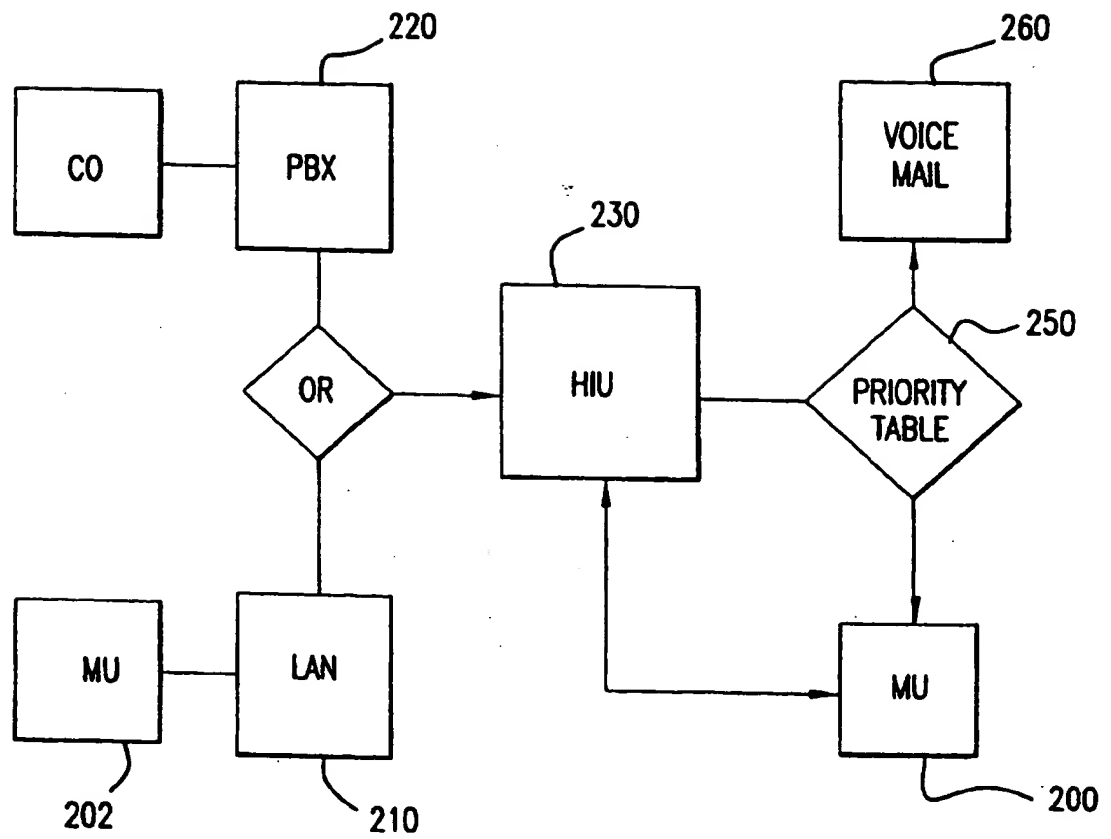 220
260
CO
PBX
VOICE
MAIL
230
250
OR
HIU
PRIORITY
TABLE
MU
LAN
MU
202
210
200